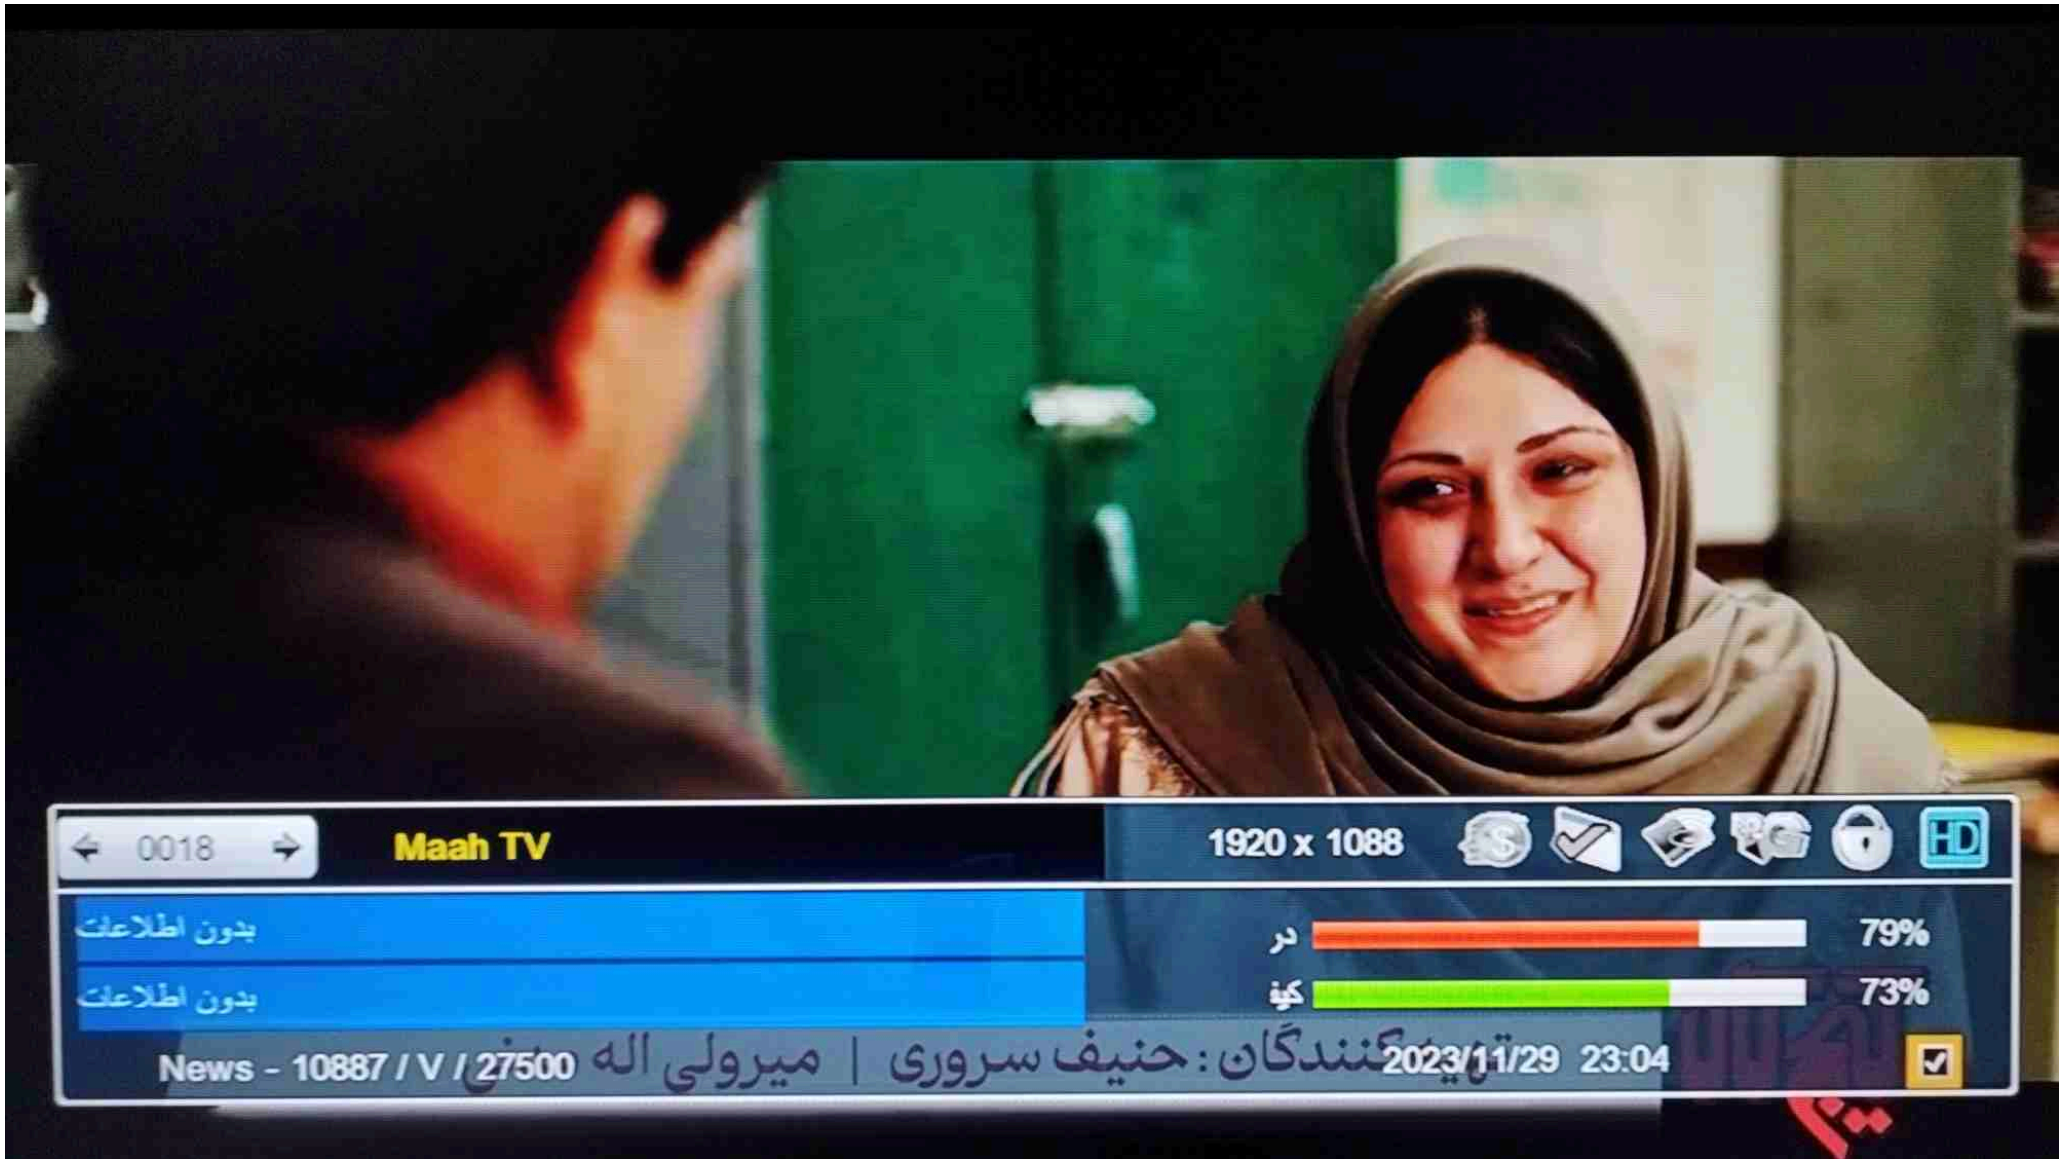 0018
Maah TV
1920 x 1088
HD
بدون اطلاعات
در
79%
بدون اطلاعات
کیف
73%
News - 10887 / V / 27500
حنیف سروری | میرولی اله
2023/11/29 23:04